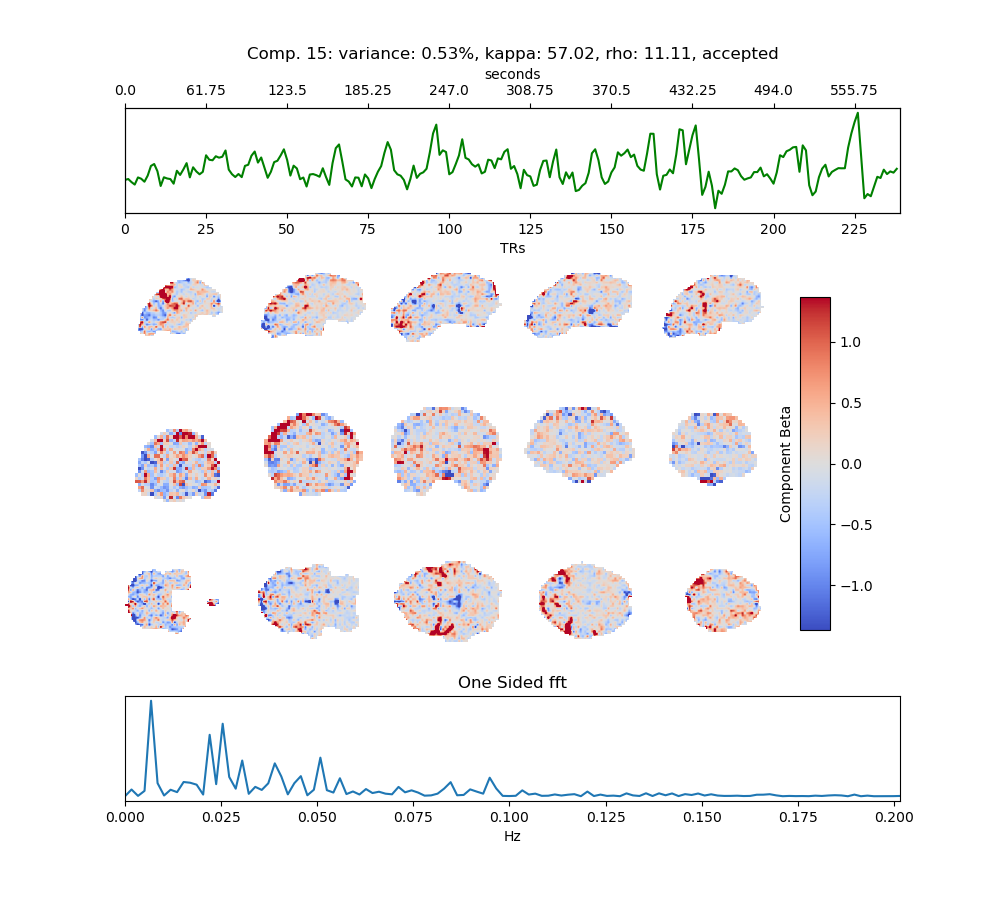 Comp. 15: variance: 0.53%, kappa: 57.02, rho: 11.11, accepted
seconds
0.0 61.75 123.5 185.25 247.0 308.75 370.5 432.25 494.0 555.75
0 25 50 75 100 125 150 175 200 225
TRs
1.0
0.5
0.0
−0.5
−1.0
Component Beta
One Sided fft
0.000 0.025 0.050 0.075 0.100 0.125 0.150 0.175 0.200
Hz